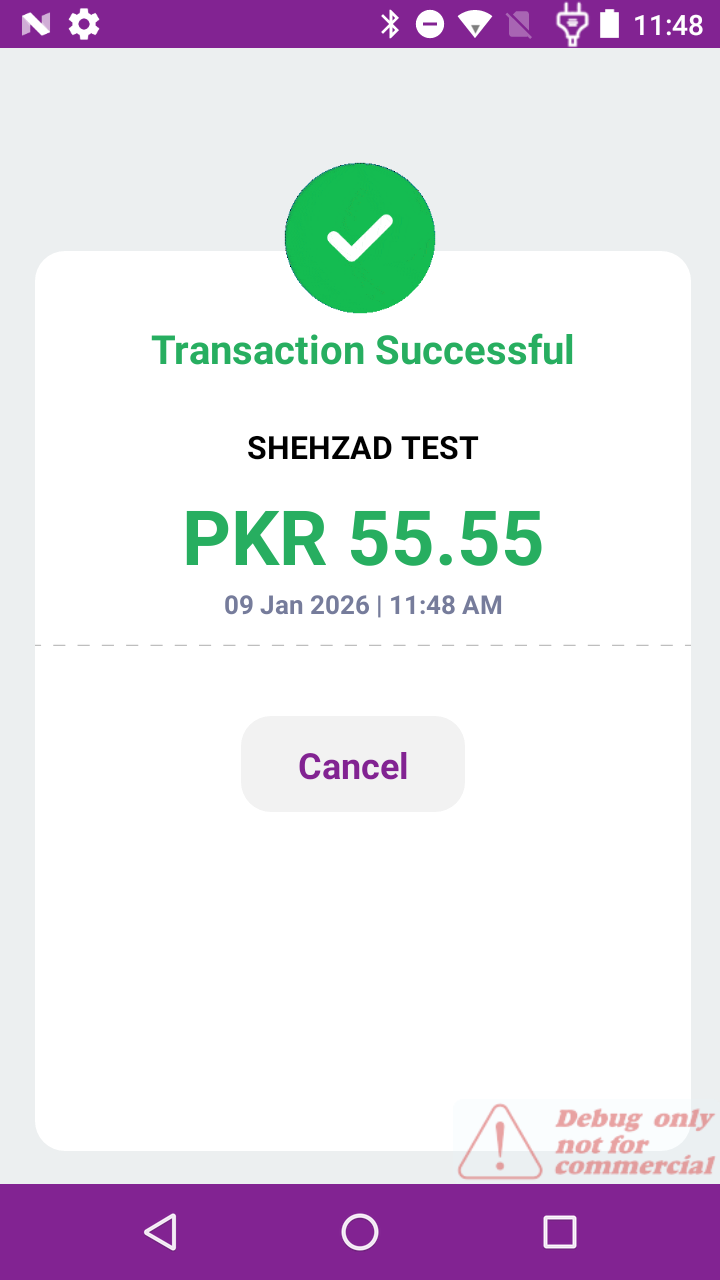 11:48
Transaction Successful
SHEHZAD TEST
PKR 55.55
09 Jan 2026 | 11:48 AM
Cancel
Debug only
not for
commercial